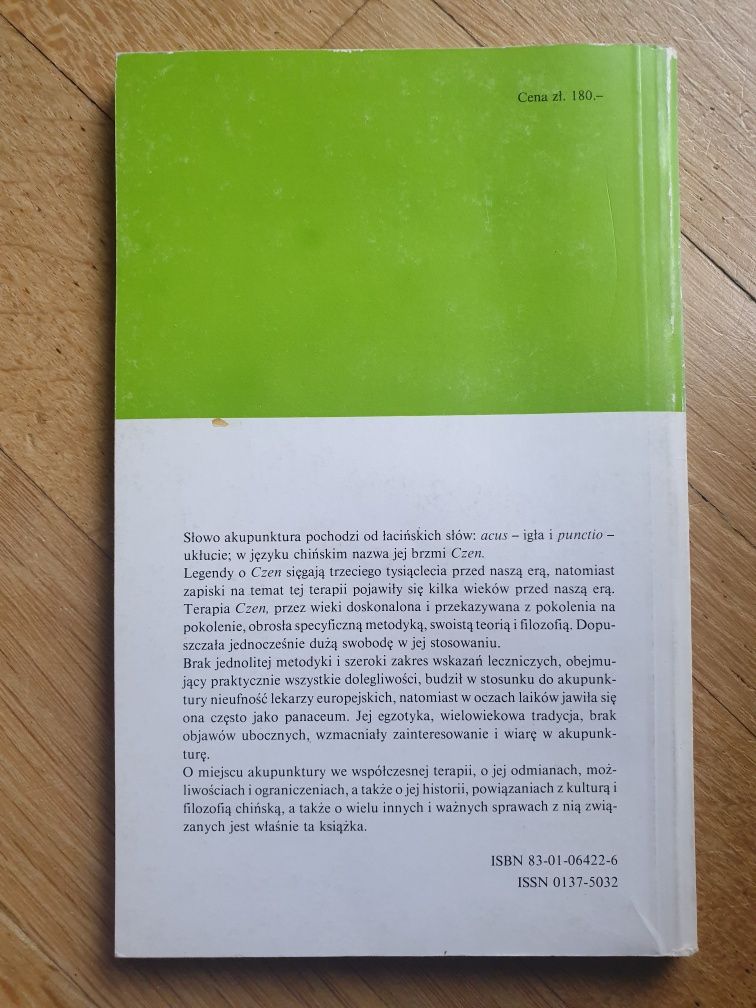 Cena zł. 180.–
Słowo akupunktura pochodzi od łacińskich słów: acus – igła i punctio –
ukłucie; w języku chińskim nazwa jej brzmi Czen.
Legendy o Czen sięgają trzeciego tysiąclecia przed naszą erą, natomiast
zapiski na temat tej terapii pojawiły się kilka wieków przed naszą erą.
Terapia Czen, przez wieki doskonalona i przekazywana z pokolenia na
pokolenie, obrosła specyficzną metodyką, swoistą teorią i filozofią. Dopu-
szczała jednocześnie dużą swobodę w jej stosowaniu.
Brak jednolitej metodyki i szeroki zakres wskazań leczniczych, obejmu-
jący praktycznie wszystkie dolegliwości, budził w stosunku do akupunk-
tury nieufność lekarzy europejskich, natomiast w oczach laików jawiła się
ona często jako panaceum. Jej egzotyka, wielowiekowa tradycja, brak
objawów ubocznych, wzmacniały zainteresowanie i wiarę w akupunk-
turę.
O miejscu akupunktury we współczesnej terapii, o jej odmianach, moż-
liwościach i ograniczeniach, a także o jej historii, powiązaniach z kulturą i
filozofią chińską, a także o wielu innych i ważnych sprawach z nią zwią-
zanych jest właśnie ta książka.
ISBN 83-01-06422-6
ISSN 0137-5032